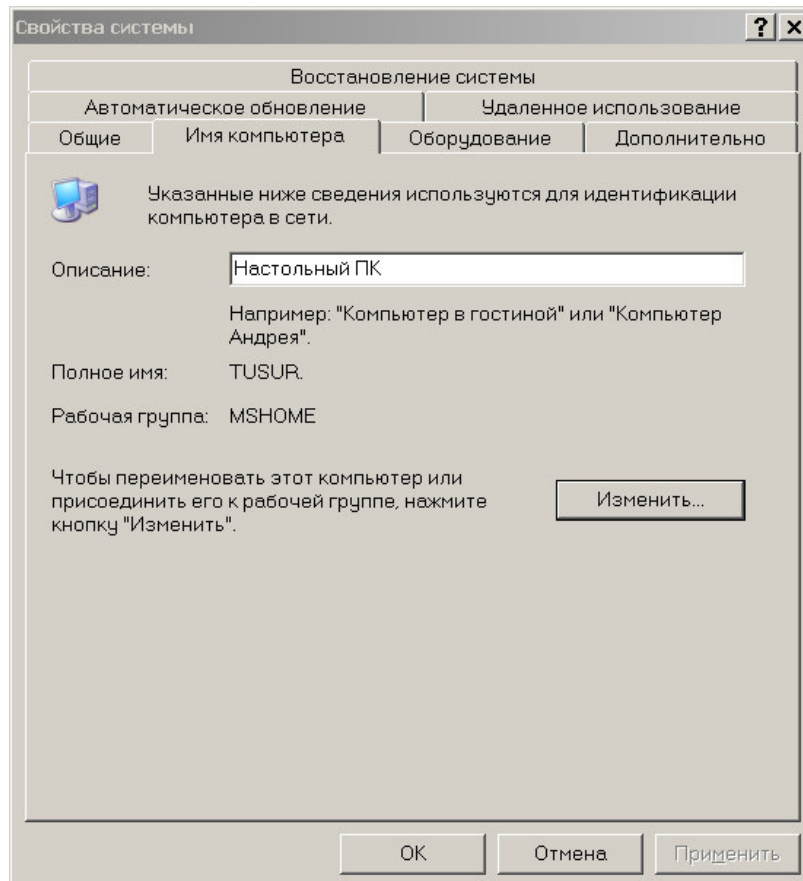 Свойства системы
?
Восстановление системы
Автоматическое обновление
Удаленное использование
Общие
Имя компьютера
Оборудование
Дополнительно
Указанные ниже сведения используются для идентификации
компьютера в сети.
Описание:
Настольный ПК
Например: "Компьютер в гостиной" или "Компьютер
Андрея".
Полное имя:
TUSUR.
Рабочая группа:
MSHOME
Чтобы переименовать этот компьютер или
присоединить его к рабочей группе, нажмите
кнопку "Изменить".
Изменить...
OK
Отмена
Применить